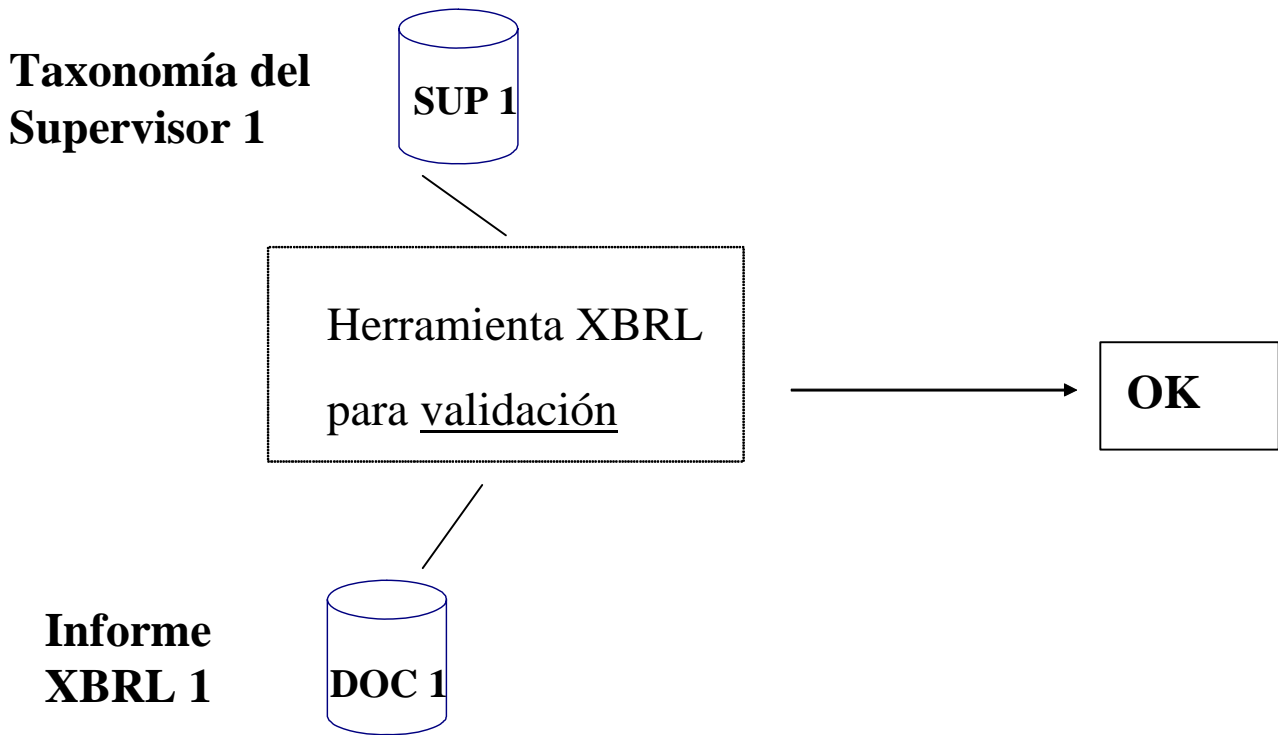 Taxonomía del
Supervisor 1
SUP 1
Herramienta XBRL
para validación
OK
Informe
XBRL 1
DOC 1